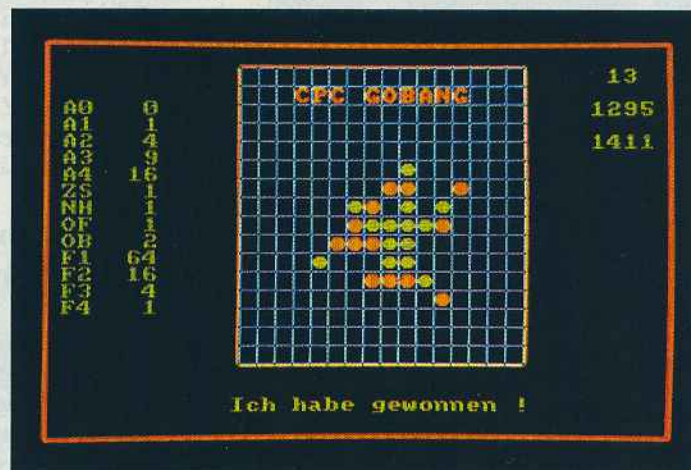 CPC GOBANG
A0 0
A1 1
A2 4
A3 9
A4 16
ZS 1
NH 1
OF 1
OB 2
F1 64
F2 16
F3 4
F4 1
13
1295
1411
Ich habe gewonnen !